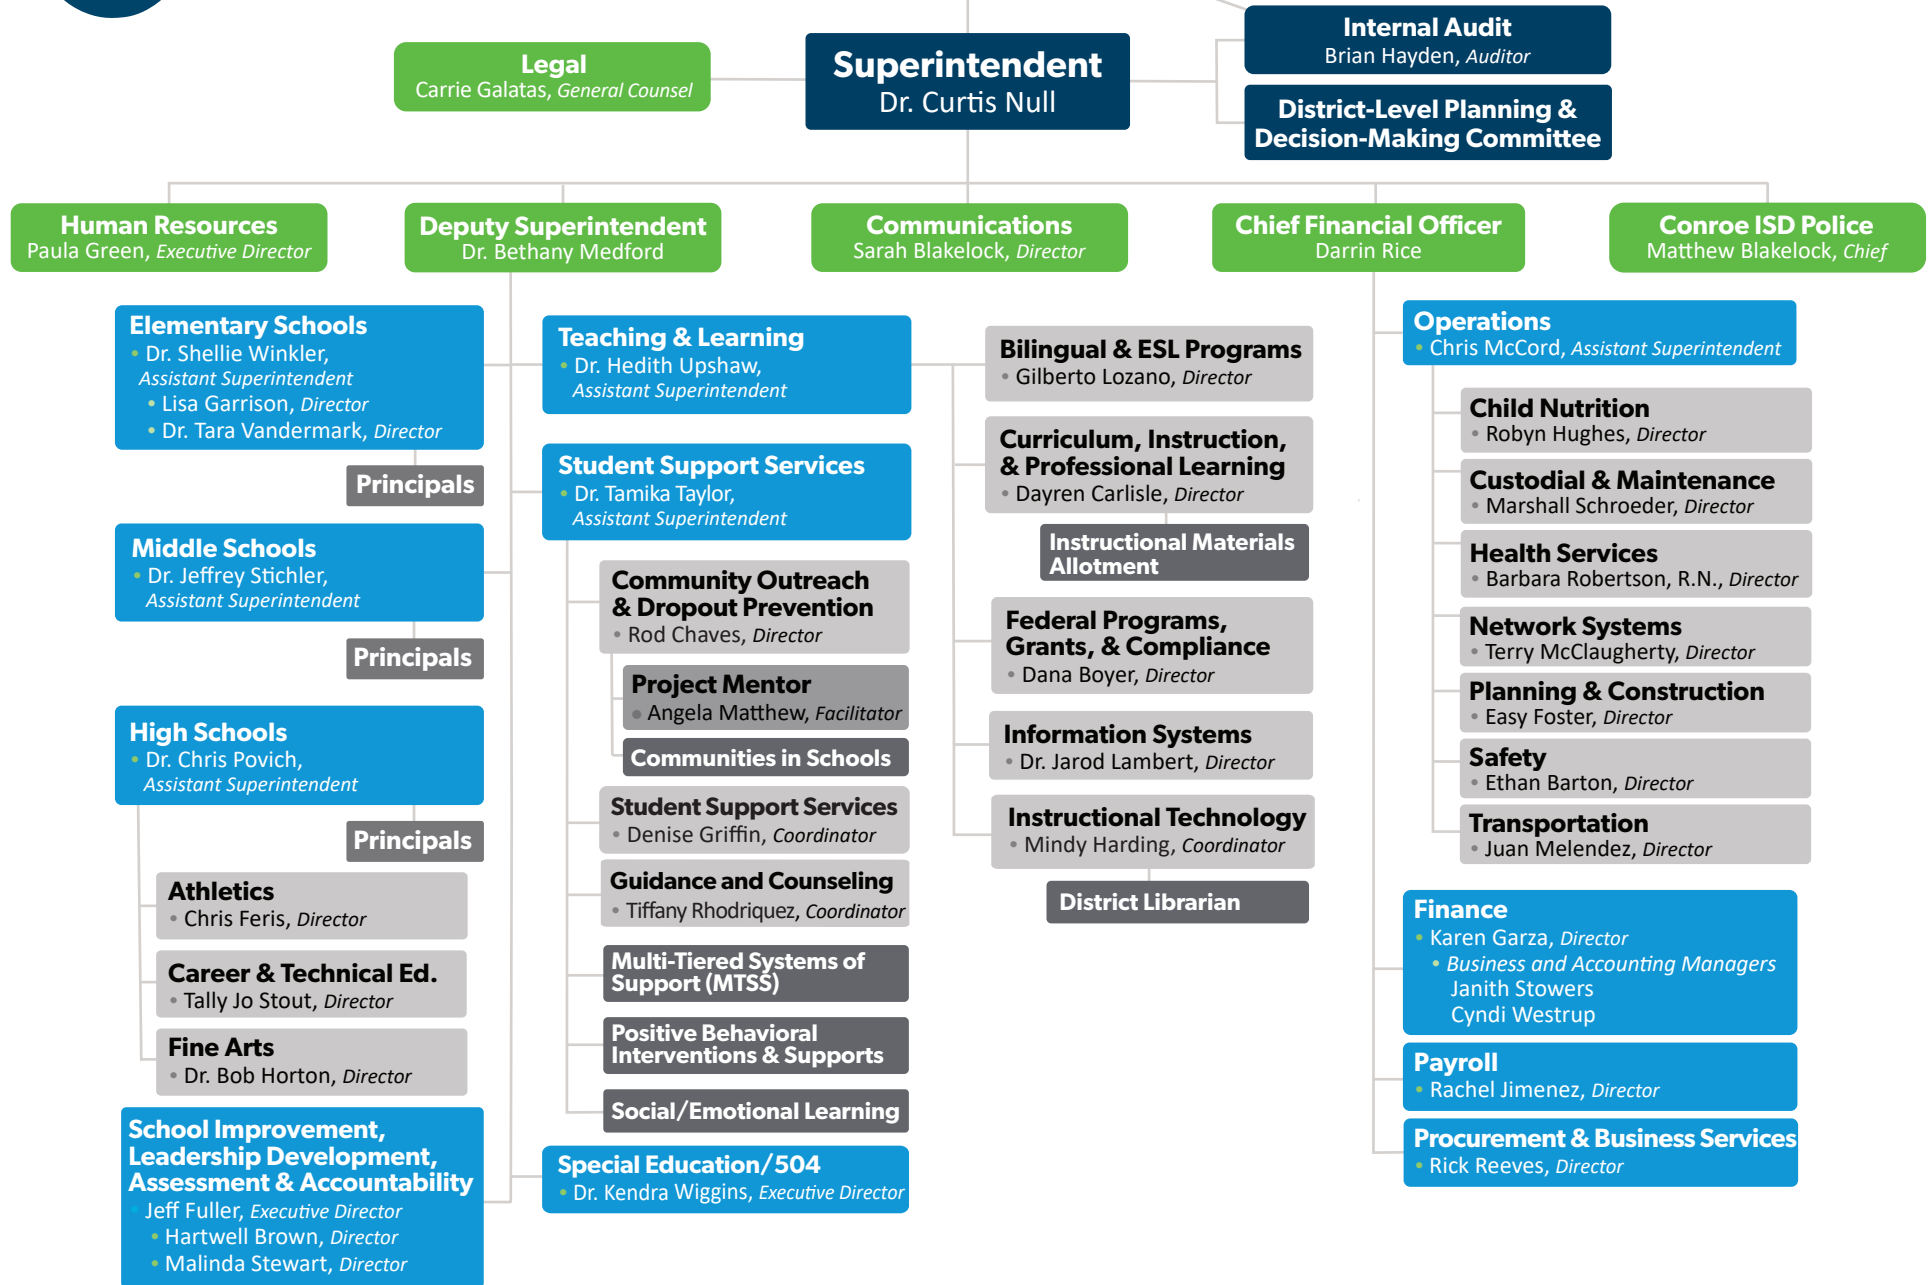 Internal Audit
Brian Hayden, Auditor
Legal
Carrie Galatas, General Counsel
Superintendent
Dr. Curtis Null
District-Level Planning &
Decision-Making Committee
Human Resources
Paula Green, Executive Director
Deputy Superintendent
Dr. Bethany Medford
Communications
Sarah Blakelock, Director
Chief Financial Officer
Darrin Rice
Conroe ISD Police
Matthew Blakelock, Chief
Elementary Schools
• Dr. Shellie Winkler,
Assistant Superintendent
• Lisa Garrison, Director
• Dr. Tara Vandermark, Director
Principals
Middle Schools
• Dr. Jeffrey Stichler,
Assistant Superintendent
Principals
High Schools
• Dr. Chris Povich,
Assistant Superintendent
Principals
Athletics
• Chris Feris, Director
Career & Technical Ed.
• Tally Jo Stout, Director
Fine Arts
• Dr. Bob Horton, Director
School Improvement,
Leadership Development,
Assessment & Accountability
• Jeff Fuller, Executive Director
• Hartwell Brown, Director
• Malinda Stewart, Director
Teaching & Learning
• Dr. Hedith Upshaw,
Assistant Superintendent
Student Support Services
• Dr. Tamika Taylor,
Assistant Superintendent
Community Outreach
& Dropout Prevention
• Rod Chaves, Director
Project Mentor
• Angela Matthew, Facilitator
Communities in Schools
Student Support Services
• Denise Griffin, Coordinator
Guidance and Counseling
• Tiffany Rhodriquez, Coordinator
Multi-Tiered Systems of
Support (MTSS)
Positive Behavioral
Interventions & Supports
Social/Emotional Learning
Special Education/504
• Dr. Kendra Wiggins, Executive Director
Bilingual & ESL Programs
• Gilberto Lozano, Director
Curriculum, Instruction,
& Professional Learning
• Dayren Carlisle, Director
Instructional Materials
Allotment
Federal Programs,
Grants, & Compliance
• Dana Boyer, Director
Information Systems
• Dr. Jarod Lambert, Director
Instructional Technology
• Mindy Harding, Coordinator
District Librarian
Operations
• Chris McCord, Assistant Superintendent
Child Nutrition
• Robyn Hughes, Director
Custodial & Maintenance
• Marshall Schroeder, Director
Health Services
• Barbara Robertson, R.N., Director
Network Systems
• Terry McClaugherty, Director
Planning & Construction
• Easy Foster, Director
Safety
• Ethan Barton, Director
Transportation
• Juan Melendez, Director
Finance
• Karen Garza, Director
• Business and Accounting Managers
Janith Stowers
Cyndi Westrup
Payroll
• Rachel Jimenez, Director
Procurement & Business Services
• Rick Reeves, Director